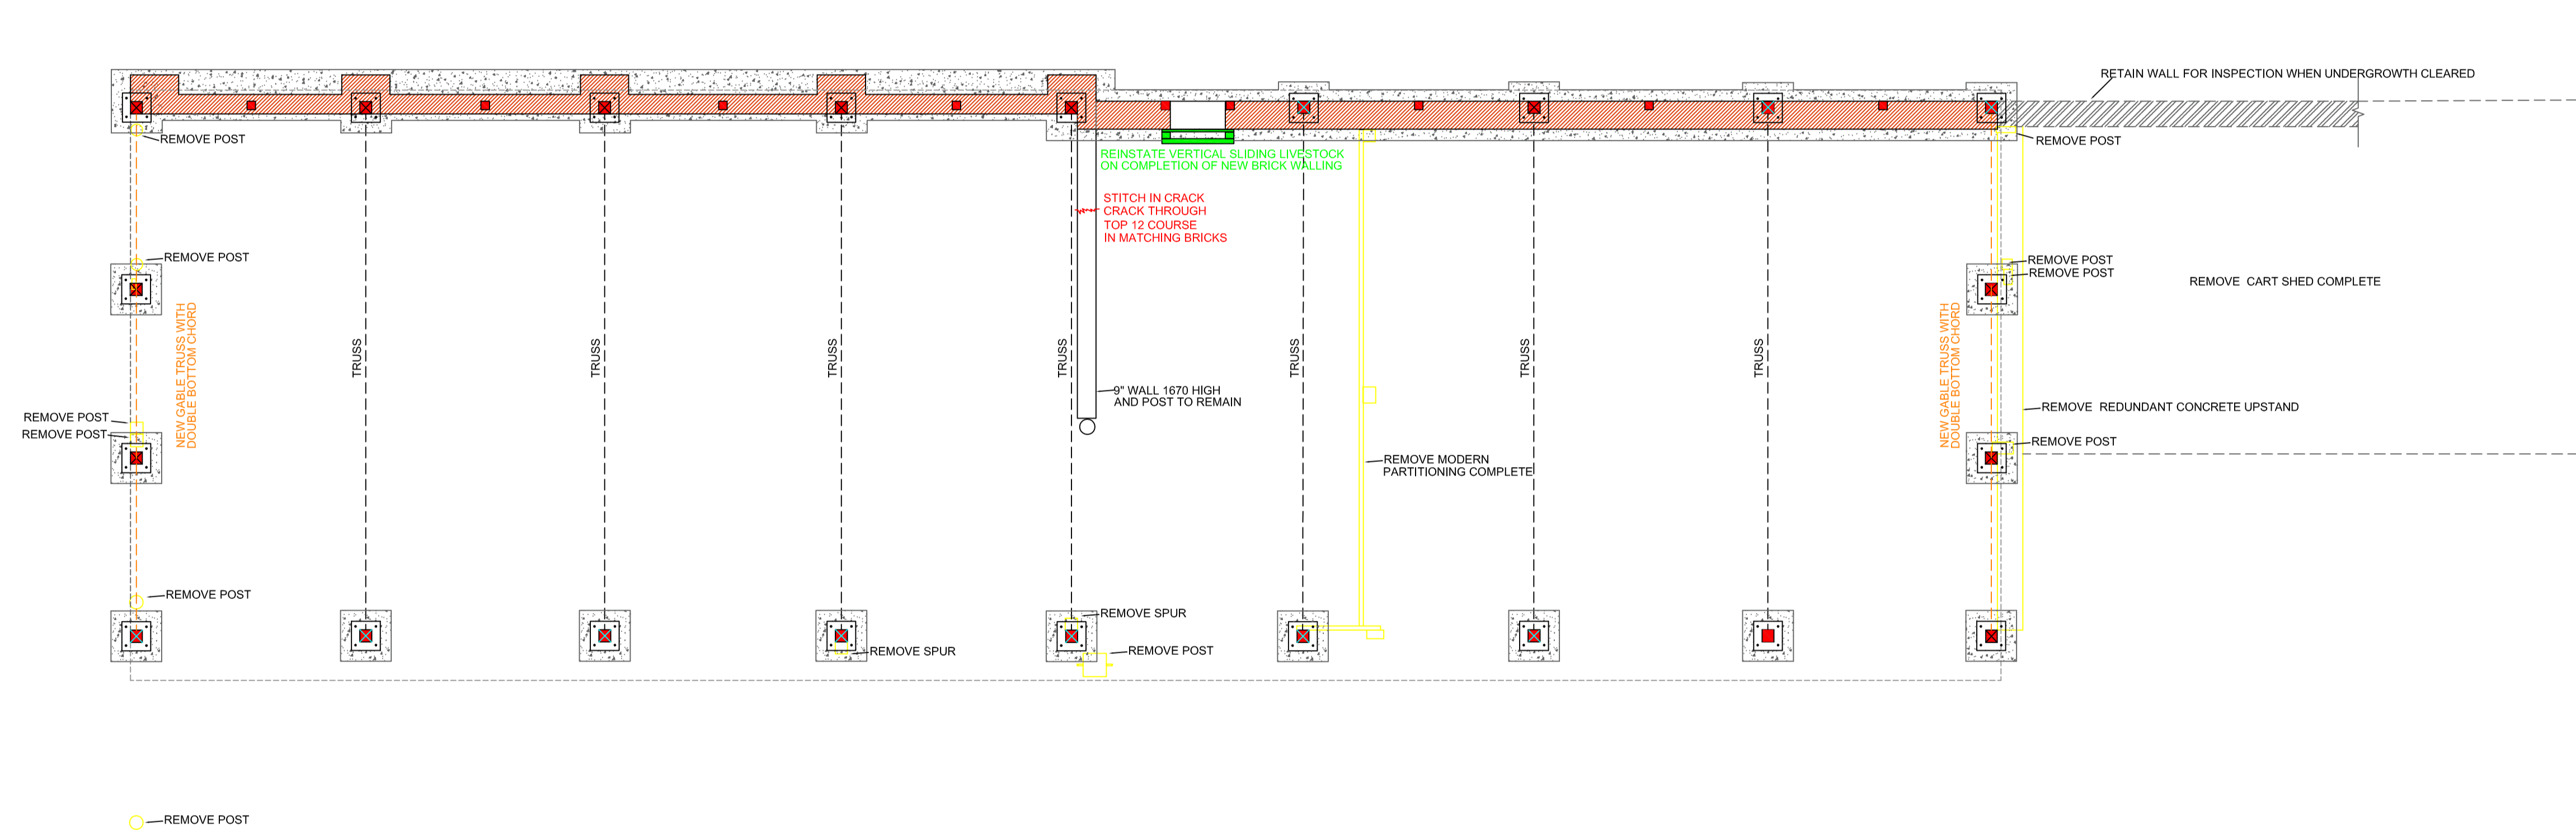 RETAIN WALL FOR INSPECTION WHEN UNDERGROWTH CLEARED
REMOVE POST
REMOVE POST
REINSTATE VERTICAL SLIDING LIVESTOCK
ON COMPLETION OF NEW BRICK WALLING
STITCH IN CRACK
CRACK THROUGH
TOP 12 COURSE
IN MATCHING BRICKS
REMOVE POST
REMOVE POST
REMOVE POST
REMOVE CART SHED COMPLETE
NEW GABLE TRUSS WITH
DOUBLE BOTTOM CHORD
TRUSS
TRUSS
TRUSS
TRUSS
TRUSS
TRUSS
TRUSS
NEW GABLE TRUSS WITH
DOUBLE BOTTOM CHORD
9" WALL 1670 HIGH
AND POST TO REMAIN
REMOVE REDUNDANT CONCRETE UPSTAND
REMOVE POST
REMOVE POST
REMOVE POST
REMOVE MODERN
PARTITIONING COMPLETE
REMOVE POST
REMOVE SPUR
REMOVE SPUR
REMOVE POST
REMOVE POST